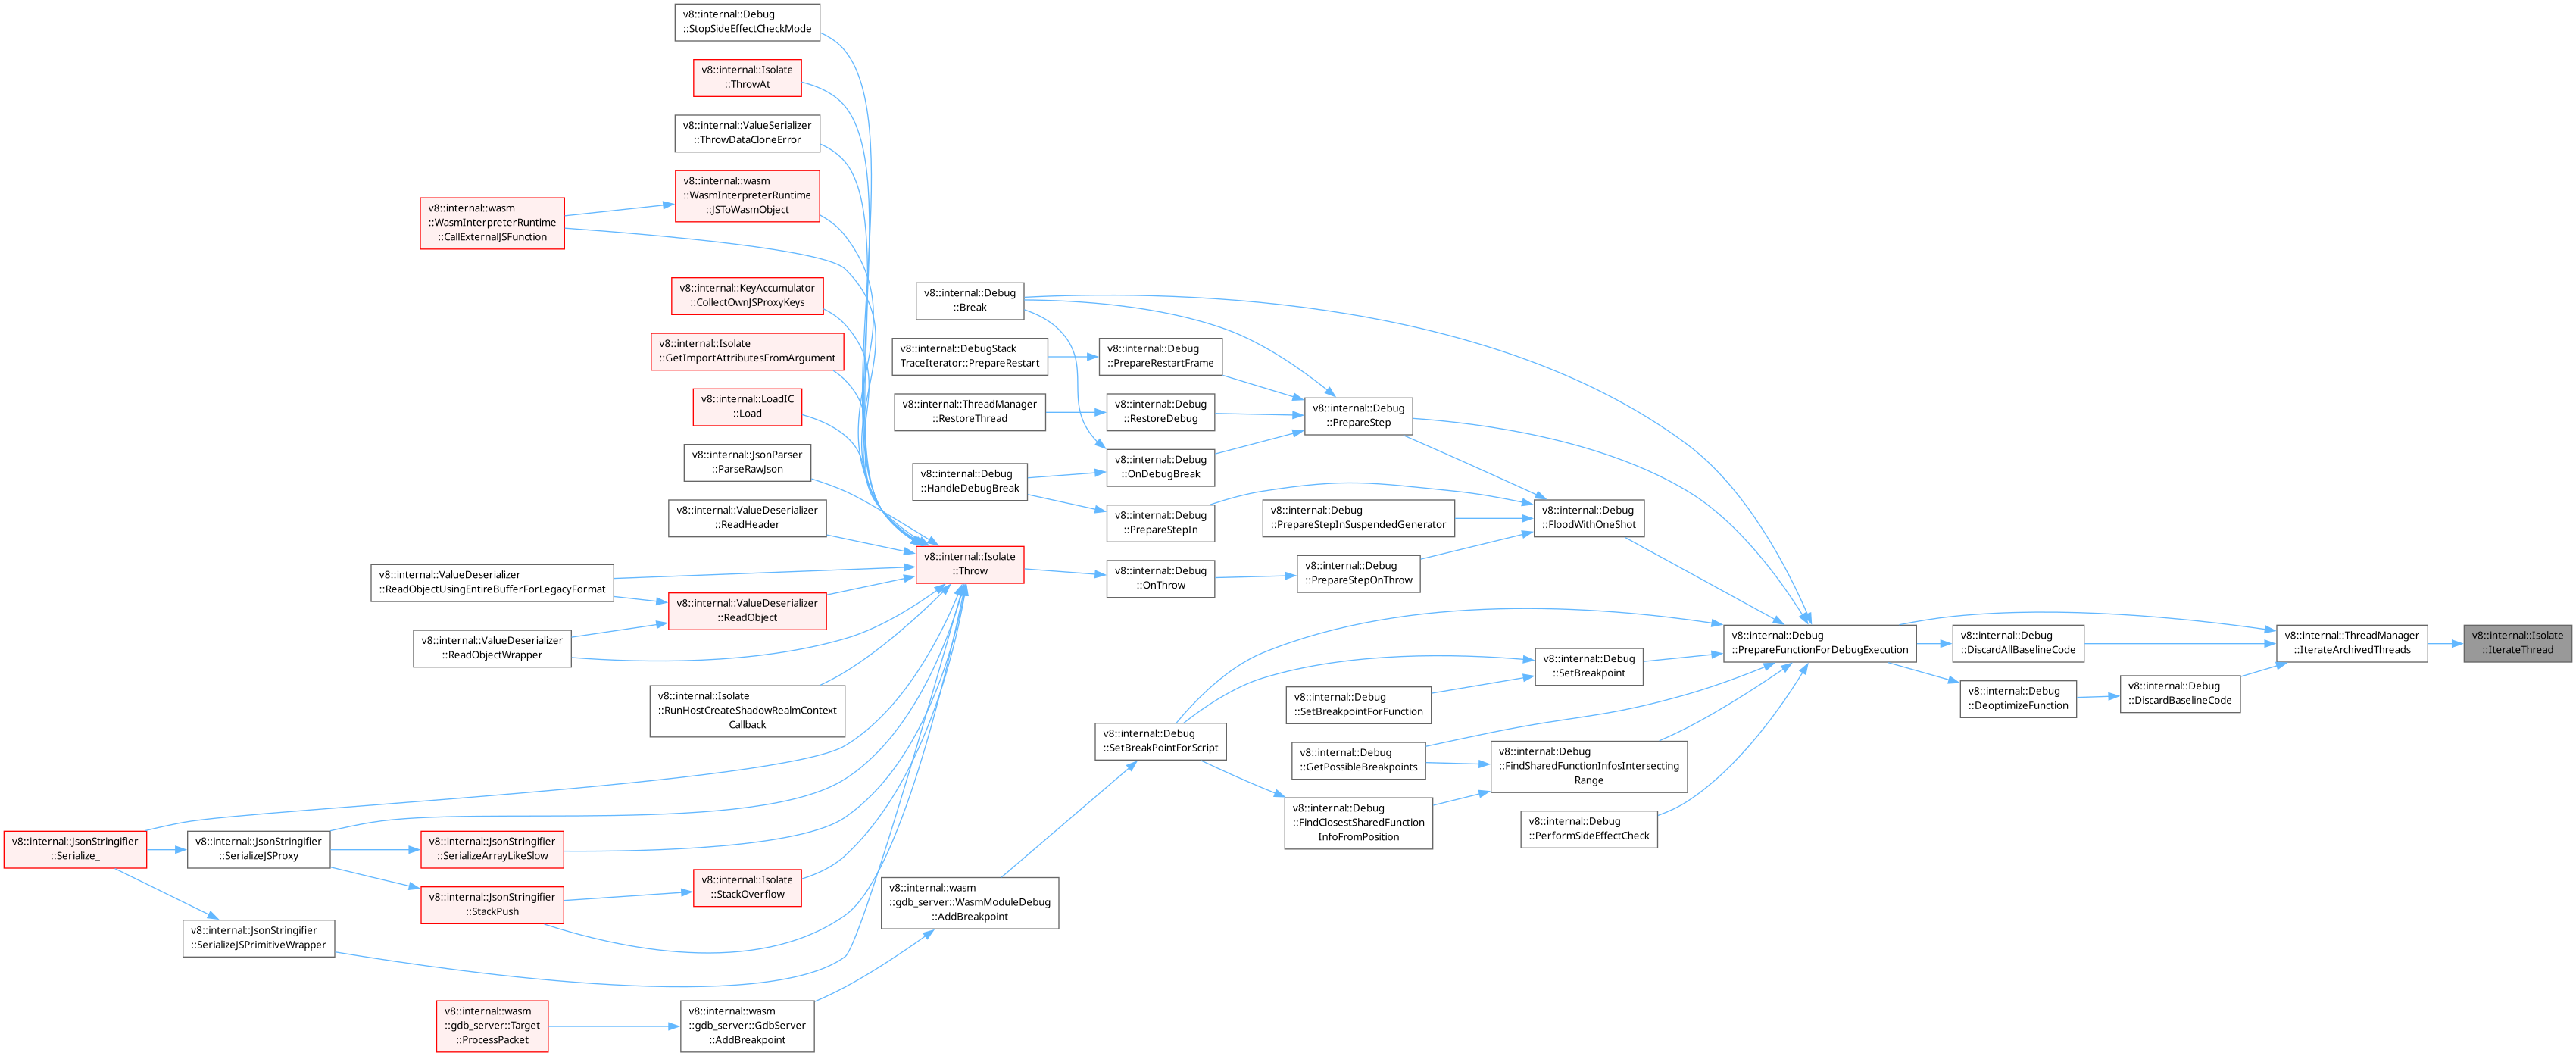 v8::internal::Debug
::StopSideEffectCheckMode
v8::internal::Isolate
::ThrowAt
v8::internal::ValueSerializer
::ThrowDataCloneError
v8::internal::wasm
::WasmInterpreterRuntime
::JSToWasmObject
v8::internal::wasm
::WasmInterpreterRuntime
::CallExternalJSFunction
v8::internal::KeyAccumulator
::CollectOwnJSProxyKeys
v8::internal::Isolate
::GetImportAttributesFromArgument
v8::internal::LoadIC
::Load
v8::internal::JsonParser
::ParseRawJson
v8::internal::ValueDeserializer
::ReadHeader
v8::internal::ValueDeserializer
::ReadObjectUsingEntireBufferForLegacyFormat
v8::internal::ValueDeserializer
::ReadObject
v8::internal::ValueDeserializer
::ReadObjectWrapper
v8::internal::Isolate
::RunHostCreateShadowRealmContext
Callback
v8::internal::JsonStringifier
::Serialize_
v8::internal::JsonStringifier
::SerializeJSProxy
v8::internal::JsonStringifier
::SerializeArrayLikeSlow
v8::internal::JsonStringifier
::StackPush
v8::internal::Isolate
::StackOverflow
v8::internal::JsonStringifier
::SerializeJSPrimitiveWrapper
v8::internal::wasm
::gdb_server::Target
::ProcessPacket
v8::internal::wasm
::gdb_server::GdbServer
::AddBreakpoint
v8::internal::wasm
::gdb_server::WasmModuleDebug
::AddBreakpoint
v8::internal::Debug
::Break
v8::internal::DebugStack
TraceIterator::PrepareRestart
v8::internal::Debug
::PrepareRestartFrame
v8::internal::ThreadManager
::RestoreThread
v8::internal::Debug
::RestoreDebug
v8::internal::Debug
::PrepareStep
v8::internal::Debug
::OnDebugBreak
v8::internal::Debug
::HandleDebugBreak
v8::internal::Debug
::PrepareStepIn
v8::internal::Debug
::PrepareStepInSuspendedGenerator
v8::internal::Debug
::FloodWithOneShot
v8::internal::Isolate
::Throw
v8::internal::Debug
::OnThrow
v8::internal::Debug
::PrepareStepOnThrow
v8::internal::Debug
::PrepareFunctionForDebugExecution
v8::internal::Debug
::DiscardAllBaselineCode
v8::internal::ThreadManager
::IterateArchivedThreads
v8::internal::Isolate
::IterateThread
v8::internal::Debug
::SetBreakpoint
v8::internal::Debug
::SetBreakpointForFunction
v8::internal::Debug
::DeoptimizeFunction
v8::internal::Debug
::DiscardBaselineCode
v8::internal::Debug
::SetBreakPointForScript
v8::internal::Debug
::GetPossibleBreakpoints
v8::internal::Debug
::FindSharedFunctionInfosIntersecting
Range
v8::internal::Debug
::FindClosestSharedFunction
InfoFromPosition
v8::internal::Debug
::PerformSideEffectCheck